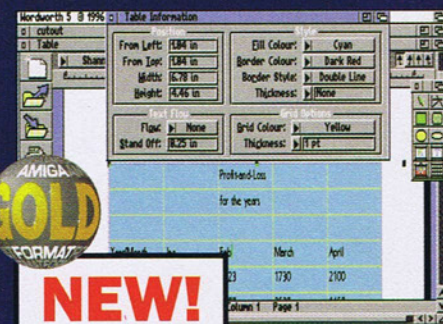 Wordworth 5 © 1996
Table Information
cutout
Table
Position
From Left: 1.84 in
From Top: 1.84 in
Width: 6.78 in
Height: 4.46 in
Style
Fill Colour: Cyan
Border Colour: Dark Red
Border Style: Double Line
Thickness: None
Text Flow
Flow: None
Stand Off: 0.25 in
Grid Options
Grid Colour: Yellow
Thickness: 1 pt
Shann
Profit-and-Loss
for the years
Feb March April
23 1730 2100
Column 1 Page 1
AMIGA
GOLD
FORMAT
NEW!